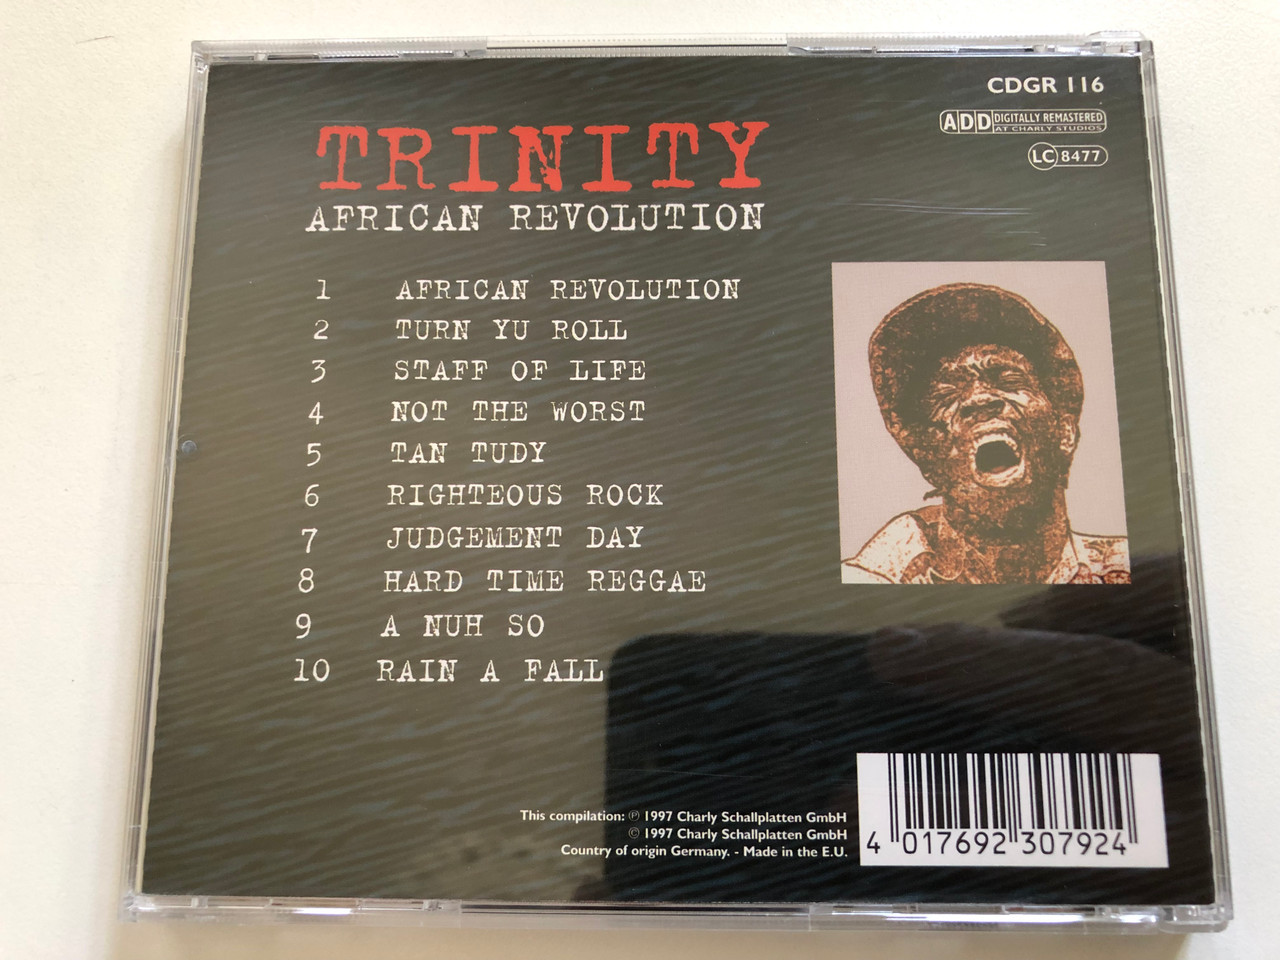 CDGR 116
ADD DIGITALLY REMASTERED
AT CHARLY STUDIOS
LC 8477
TRINITY
AFRICAN REVOLUTION
1 AFRICAN REVOLUTION
2 TURN YU ROLL
3 STAFF OF LIFE
4 NOT THE WORST
5 TAN TUDY
6 RIGHTEOUS ROCK
7 JUDGEMENT DAY
8 HARD TIME REGGAE
9 A NUH SO
10 RAIN A FALL
This compilation: ℗ 1997 Charly Schallplatten GmbH
© 1997 Charly Schallplatten GmbH
Country of origin Germany. - Made in the E.U.
4 017692 307924